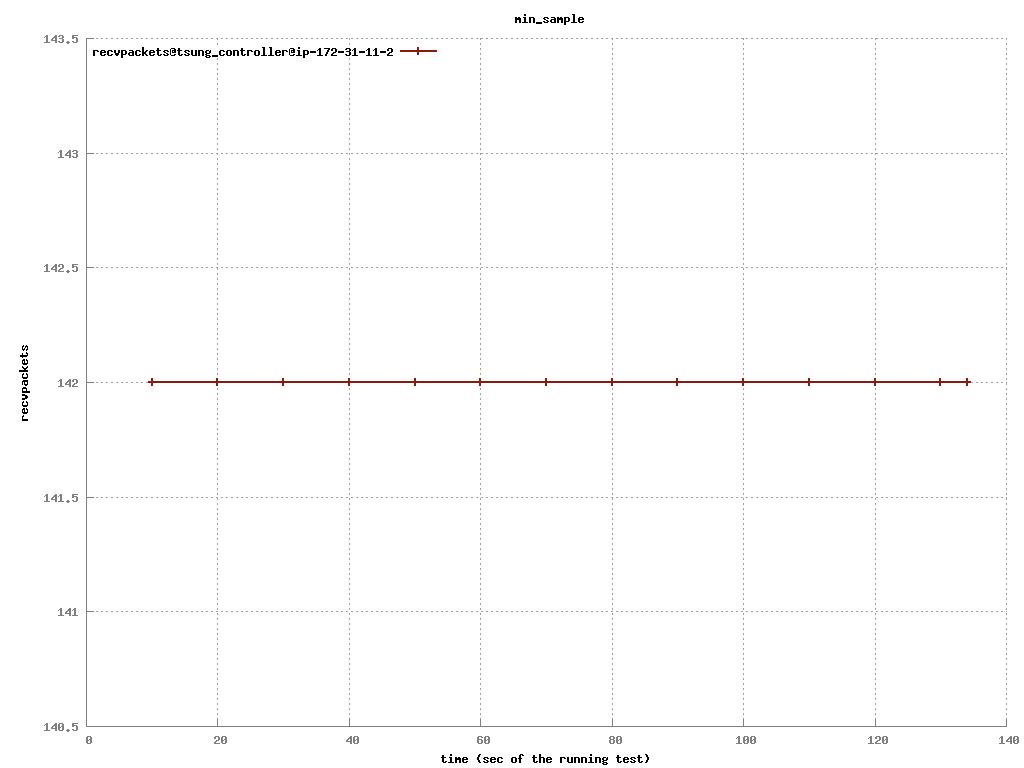 min_sample
143.5
recvpackets@tsung_controller@ip-172-31-11-2
143
142.5
142
141.5
141
140.5
recvpackets
0 20 40 60 80 100 120 140
time (sec of the running test)